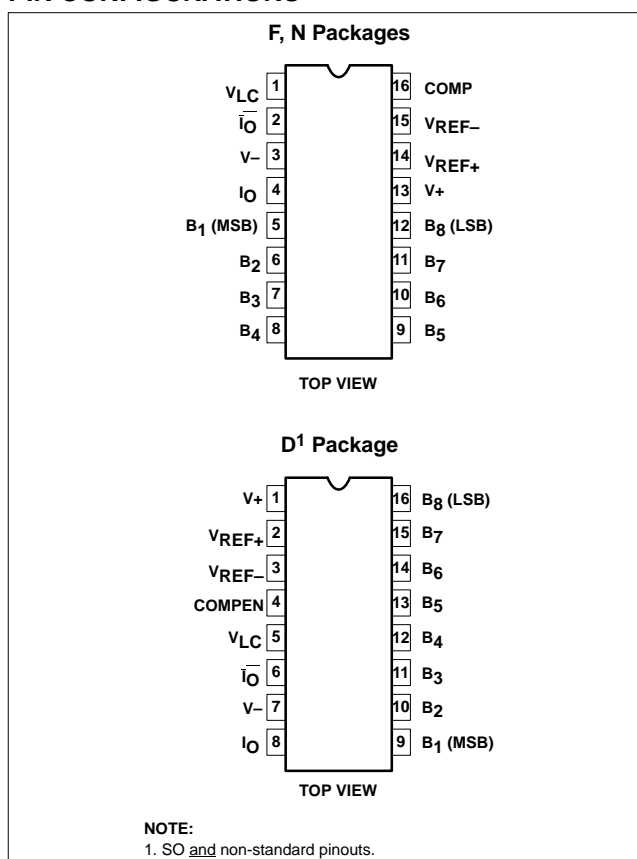 F, N Packages
VLC 1 16 COMP
I̅O̅ 2 15 VREF–
V– 3 14 VREF+
IO 4 13 V+
B1 (MSB) 5 12 B8 (LSB)
B2 6 11 B7
B3 7 10 B6
B4 8 9 B5
TOP VIEW
D1 Package
V+ 1 16 B8 (LSB)
VREF+ 2 15 B7
VREF– 3 14 B6
COMPEN 4 13 B5
VLC 5 12 B4
I̅O̅ 6 11 B3
V– 7 10 B2
IO 8 9 B1 (MSB)
TOP VIEW
NOTE:
1. SO and non-standard pinouts.